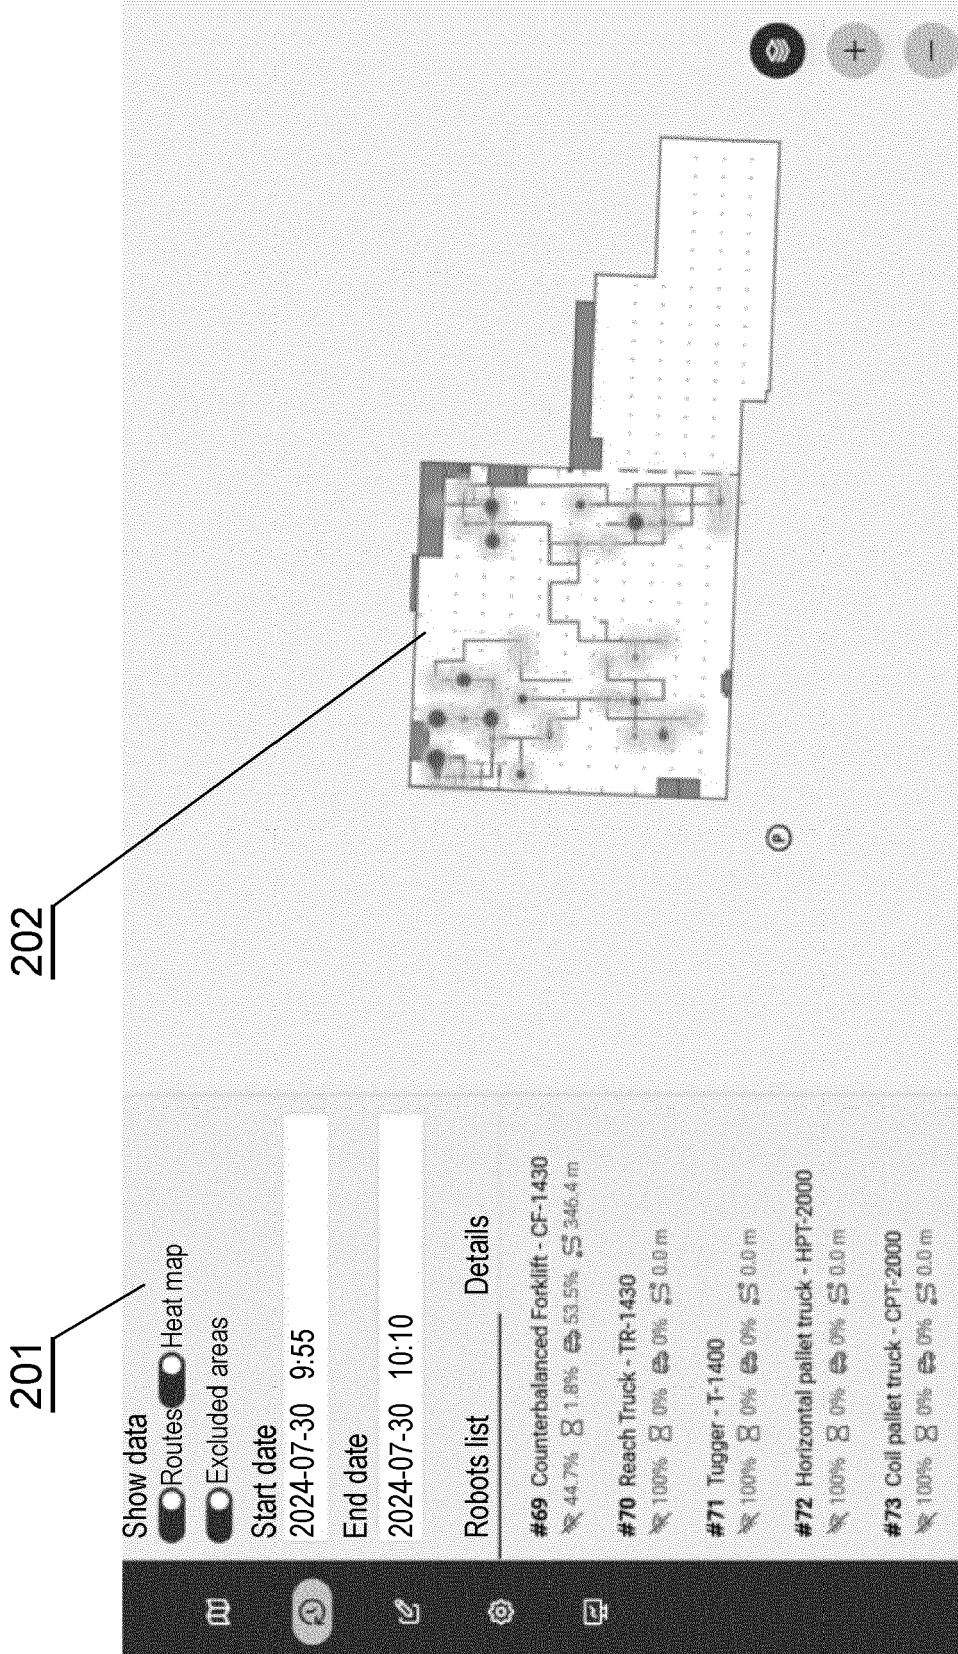 201
202
Show data
Routes Heat map
Excluded areas
Start date
2024-07-30 9:55
End date
2024-07-30 10:10
Robots list Details
#69 Counterbalanced Forklift - CF-1430
44.7% 1.8% 53.5% 346.4 m
#70 Reach Truck - TR-1430
100% 0% 0% 0.0 m
#71 Tugger - T-1400
100% 0% 0% 0.0 m
#72 Horizontal pallet truck - HPT-2000
100% 0% 0% 0.0 m
#73 Coil pallet truck - CPT-2000
100% 0% 0% 0.0 m
P
+
−